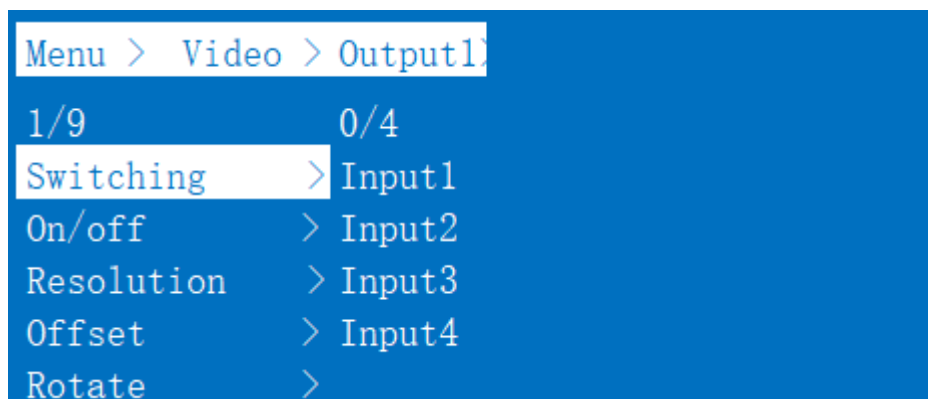 Menu > Video > Output1>
1/9 0/4
Switching > Input1
On/off > Input2
Resolution > Input3
Offset > Input4
Rotate >